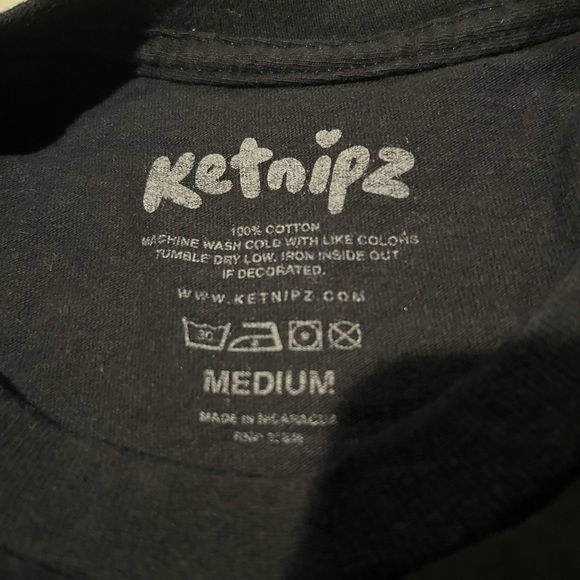 Ketnipz
100% COTTON
MACHINE WASH COLD WITH LIKE COLORS
TUMBLE DRY LOW. IRON INSIDE OUT
IF DECORATED.
WWW.KETNIPZ.COM
30
MEDIUM
MADE IN NICARAGUA